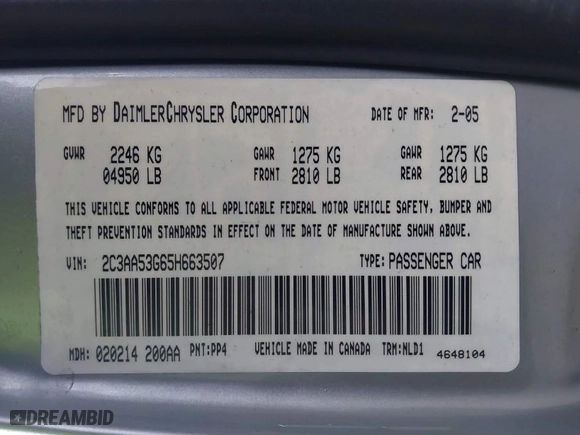 MFD BY DAIMLERCHRYSLER CORPORATION DATE OF MFR: 2-05
GVWR 2246 KG GAWR 1275 KG GAWR 1275 KG
04950 LB FRONT 2810 LB REAR 2810 LB
THIS VEHICLE CONFORMS TO ALL APPLICABLE FEDERAL MOTOR VEHICLE SAFETY, BUMPER AND
THEFT PREVENTION STANDARDS IN EFFECT ON THE DATE OF MANUFACTURE SHOWN ABOVE.
VIN: 2C3AA53G65H663507 TYPE: PASSENGER CAR
MDH: 020214 200AA PNT: PP4 VEHICLE MADE IN CANADA TRM: NLD1 4648104
DREAMBID